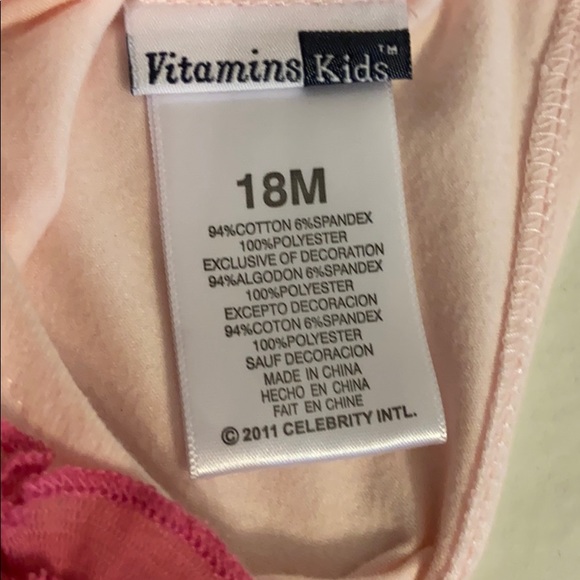 Vitamins Kids™
18M
94%COTTON 6%SPANDEX
100%POLYESTER
EXCLUSIVE OF DECORATION
94%ALGODON 6%SPANDEX
100%POLYESTER
EXCEPTO DECORACION
94%COTON 6%SPANDEX
100%POLYESTER
SAUF DECORACION
MADE IN CHINA
HECHO EN CHINA
FAIT EN CHINE
© 2011 CELEBRITY INTL.